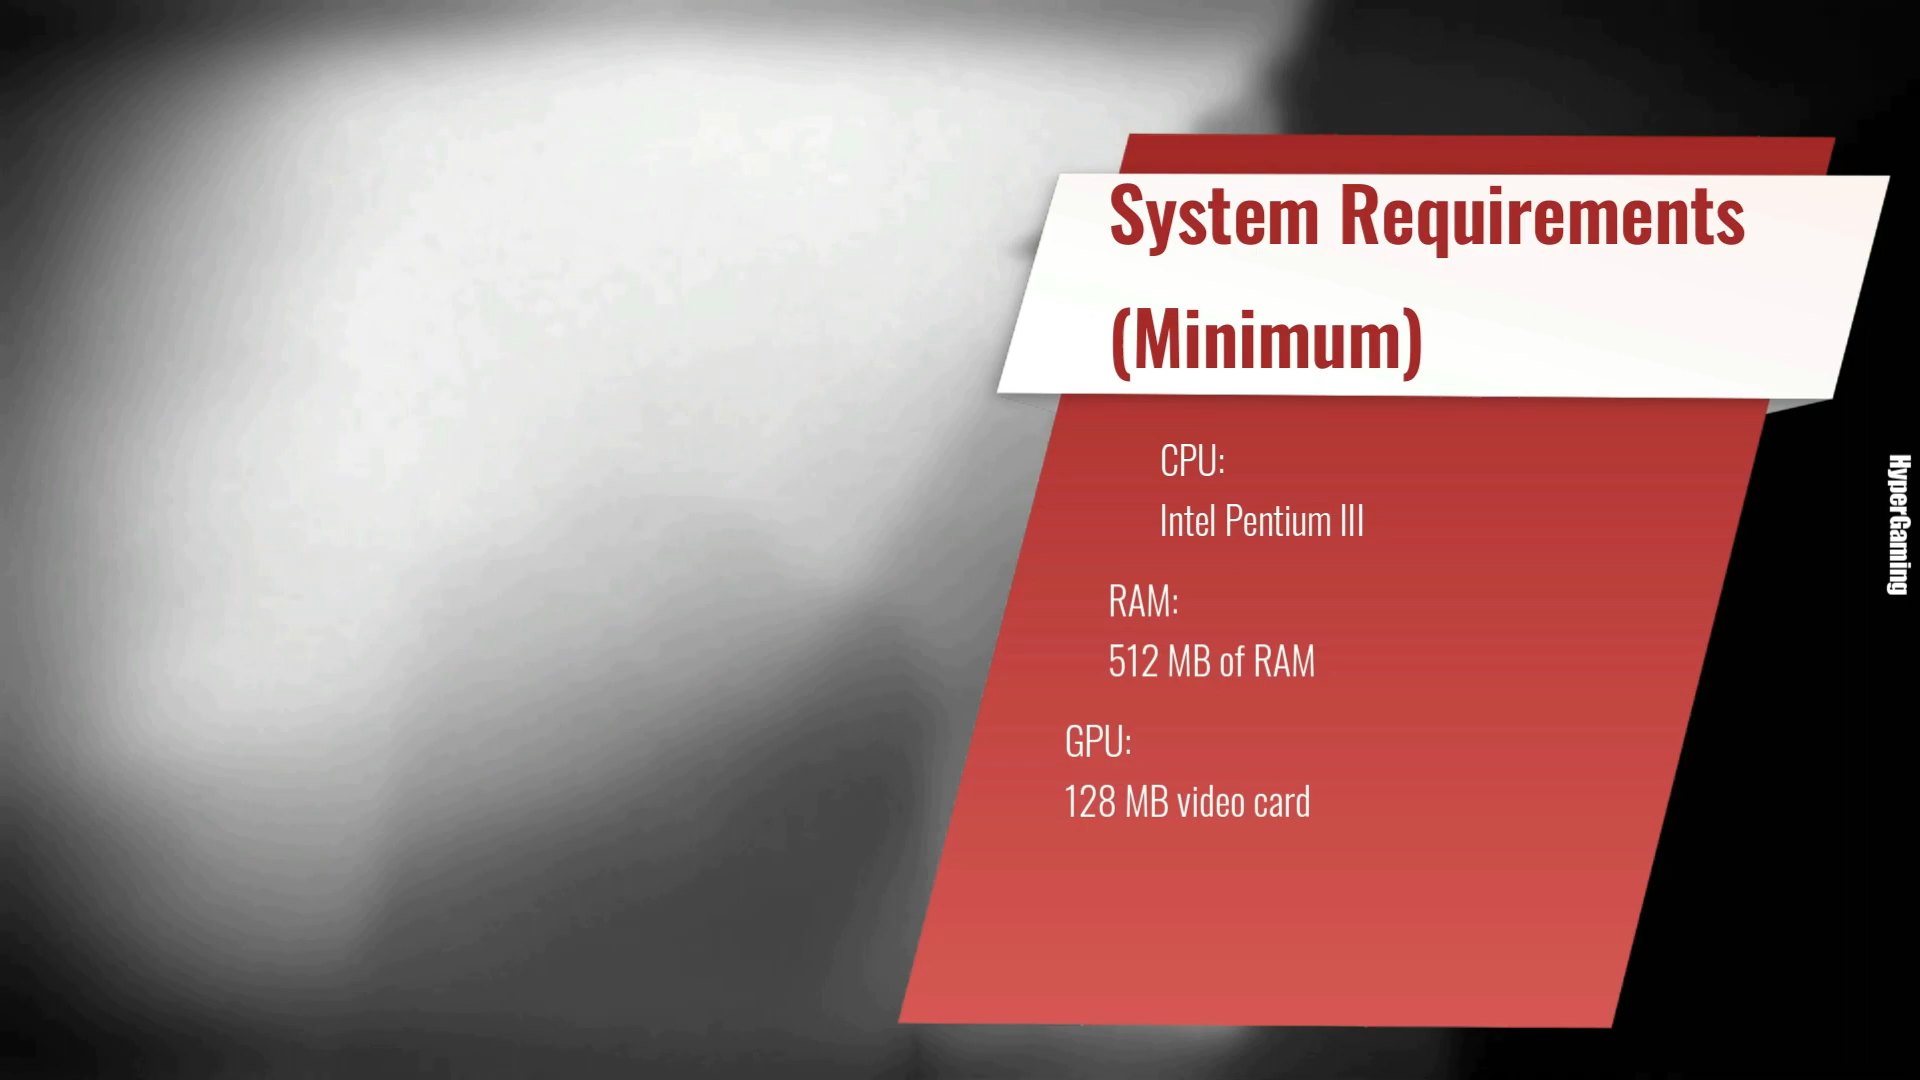 System Requirements
(Minimum)
CPU:
Intel Pentium III
RAM:
512 MB of RAM
GPU:
128 MB video card
HyperGaming